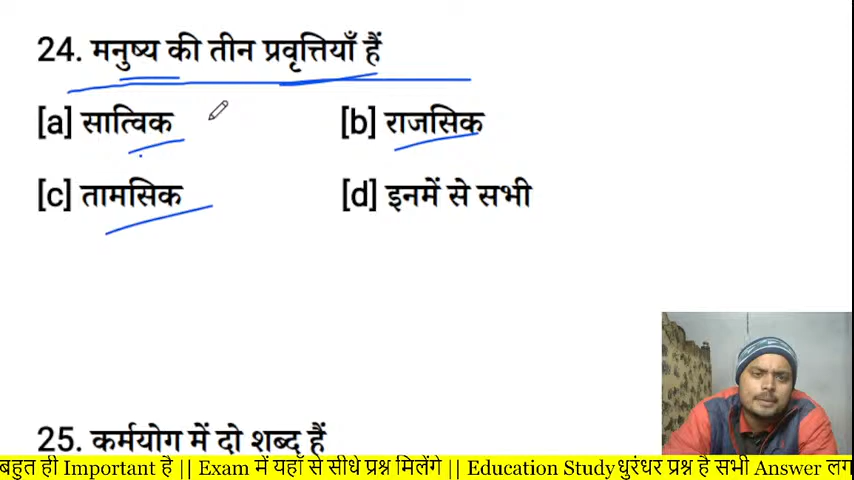 24. मनुष्य की तीन प्रवृत्तियाँ हैं
[a] सात्विक [b] राजसिक
[c] तामसिक [d] इनमें से सभी
25. कर्मयोग में दो शब्द हैं
बहुत ही Important है || Exam में यहाँ से सीधे प्रश्न मिलेंगे || Education Study धुरंधर प्रश्न है सभी Answer लग